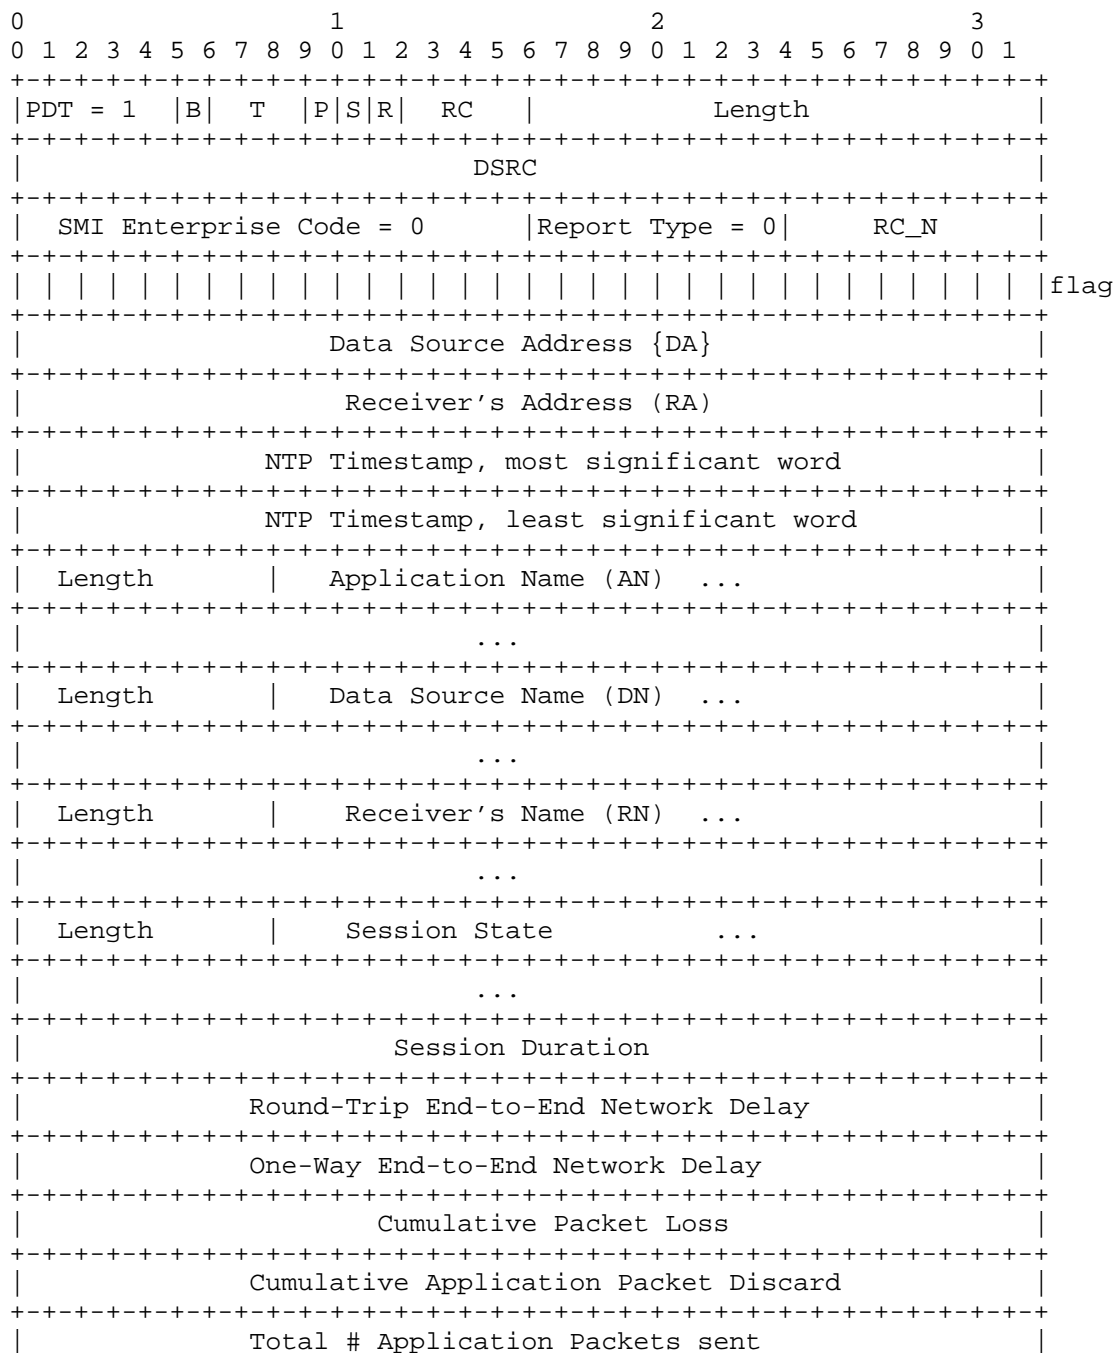 0                   1                   2                   3
0 1 2 3 4 5 6 7 8 9 0 1 2 3 4 5 6 7 8 9 0 1 2 3 4 5 6 7 8 9 0 1
+-+-+-+-+-+-+-+-+-+-+-+-+-+-+-+-+-+-+-+-+-+-+-+-+-+-+-+-+-+-+-+-+
|PDT = 1  |B|  T  |P|S|R|  RC   |           Length              |
+-+-+-+-+-+-+-+-+-+-+-+-+-+-+-+-+-+-+-+-+-+-+-+-+-+-+-+-+-+-+-+-+
|                            DSRC                               |
+-+-+-+-+-+-+-+-+-+-+-+-+-+-+-+-+-+-+-+-+-+-+-+-+-+-+-+-+-+-+-+-+
|  SMI Enterprise Code = 0      |Report Type = 0|     RC_N      |
+-+-+-+-+-+-+-+-+-+-+-+-+-+-+-+-+-+-+-+-+-+-+-+-+-+-+-+-+-+-+-+-+
| | | | | | | | | | | | | | | | | | | | | | | | | | | | | | | | |flag
+-+-+-+-+-+-+-+-+-+-+-+-+-+-+-+-+-+-+-+-+-+-+-+-+-+-+-+-+-+-+-+-+
|                   Data Source Address {DA}                    |
+-+-+-+-+-+-+-+-+-+-+-+-+-+-+-+-+-+-+-+-+-+-+-+-+-+-+-+-+-+-+-+-+
|                    Receiver's Address (RA)                    |
+-+-+-+-+-+-+-+-+-+-+-+-+-+-+-+-+-+-+-+-+-+-+-+-+-+-+-+-+-+-+-+-+
|               NTP Timestamp, most significant word            |
+-+-+-+-+-+-+-+-+-+-+-+-+-+-+-+-+-+-+-+-+-+-+-+-+-+-+-+-+-+-+-+-+
|               NTP Timestamp, least significant word           |
+-+-+-+-+-+-+-+-+-+-+-+-+-+-+-+-+-+-+-+-+-+-+-+-+-+-+-+-+-+-+-+-+
|  Length       |   Application Name (AN)  ...                  |
+-+-+-+-+-+-+-+-+-+-+-+-+-+-+-+-+-+-+-+-+-+-+-+-+-+-+-+-+-+-+-+-+
|                            ...                                |
+-+-+-+-+-+-+-+-+-+-+-+-+-+-+-+-+-+-+-+-+-+-+-+-+-+-+-+-+-+-+-+-+
|  Length       |   Data Source Name (DN)  ...                  |
+-+-+-+-+-+-+-+-+-+-+-+-+-+-+-+-+-+-+-+-+-+-+-+-+-+-+-+-+-+-+-+-+
|                            ...                                |
+-+-+-+-+-+-+-+-+-+-+-+-+-+-+-+-+-+-+-+-+-+-+-+-+-+-+-+-+-+-+-+-+
|  Length       |    Receiver's Name (RN)  ...                  |
+-+-+-+-+-+-+-+-+-+-+-+-+-+-+-+-+-+-+-+-+-+-+-+-+-+-+-+-+-+-+-+-+
|                            ...                                |
+-+-+-+-+-+-+-+-+-+-+-+-+-+-+-+-+-+-+-+-+-+-+-+-+-+-+-+-+-+-+-+-+
|  Length       |    Session State          ...                 |
+-+-+-+-+-+-+-+-+-+-+-+-+-+-+-+-+-+-+-+-+-+-+-+-+-+-+-+-+-+-+-+-+
|                            ...                                |
+-+-+-+-+-+-+-+-+-+-+-+-+-+-+-+-+-+-+-+-+-+-+-+-+-+-+-+-+-+-+-+-+
|                       Session Duration                        |
+-+-+-+-+-+-+-+-+-+-+-+-+-+-+-+-+-+-+-+-+-+-+-+-+-+-+-+-+-+-+-+-+
|              Round-Trip End-to-End Network Delay              |
+-+-+-+-+-+-+-+-+-+-+-+-+-+-+-+-+-+-+-+-+-+-+-+-+-+-+-+-+-+-+-+-+
|              One-Way End-to-End Network Delay                 |
+-+-+-+-+-+-+-+-+-+-+-+-+-+-+-+-+-+-+-+-+-+-+-+-+-+-+-+-+-+-+-+-+
|                      Cumulative Packet Loss                   |
+-+-+-+-+-+-+-+-+-+-+-+-+-+-+-+-+-+-+-+-+-+-+-+-+-+-+-+-+-+-+-+-+
|              Cumulative Application Packet Discard            |
+-+-+-+-+-+-+-+-+-+-+-+-+-+-+-+-+-+-+-+-+-+-+-+-+-+-+-+-+-+-+-+-+
|              Total # Application Packets sent                 |